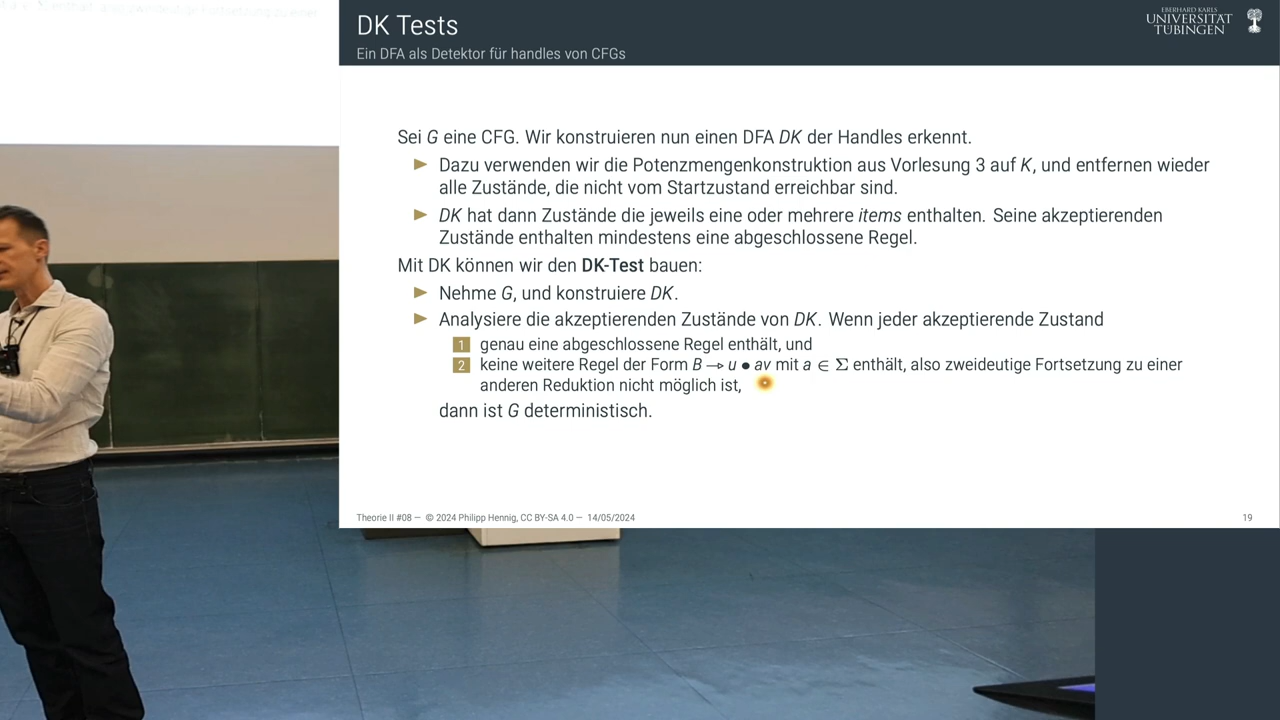 DK Tests
Ein DFA als Detektor für handles von CFGs
EBERHARD KARLS
UNIVERSITÄT
TÜBINGEN
Sei G eine CFG. Wir konstruieren nun einen DFA DK der Handles erkennt.
▶ Dazu verwenden wir die Potenzmengenkonstruktion aus Vorlesung 3 auf K, und entfernen wieder
alle Zustände, die nicht vom Startzustand erreichbar sind.
▶ DK hat dann Zustände die jeweils eine oder mehrere items enthalten. Seine akzeptierenden
Zustände enthalten mindestens eine abgeschlossene Regel.
Mit DK können wir den DK-Test bauen:
▶ Nehme G, und konstruiere DK.
▶ Analysiere die akzeptierenden Zustände von DK. Wenn jeder akzeptierende Zustand
1 genau eine abgeschlossene Regel enthält, und
2 keine weitere Regel der Form B → u • av mit a ∈ Σ enthält, also zweideutige Fortsetzung zu einer
anderen Reduktion nicht möglich ist,
dann ist G deterministisch.
Theorie II #08 — © 2024 Philipp Hennig, CC BY-SA 4.0 — 14/05/2024
19